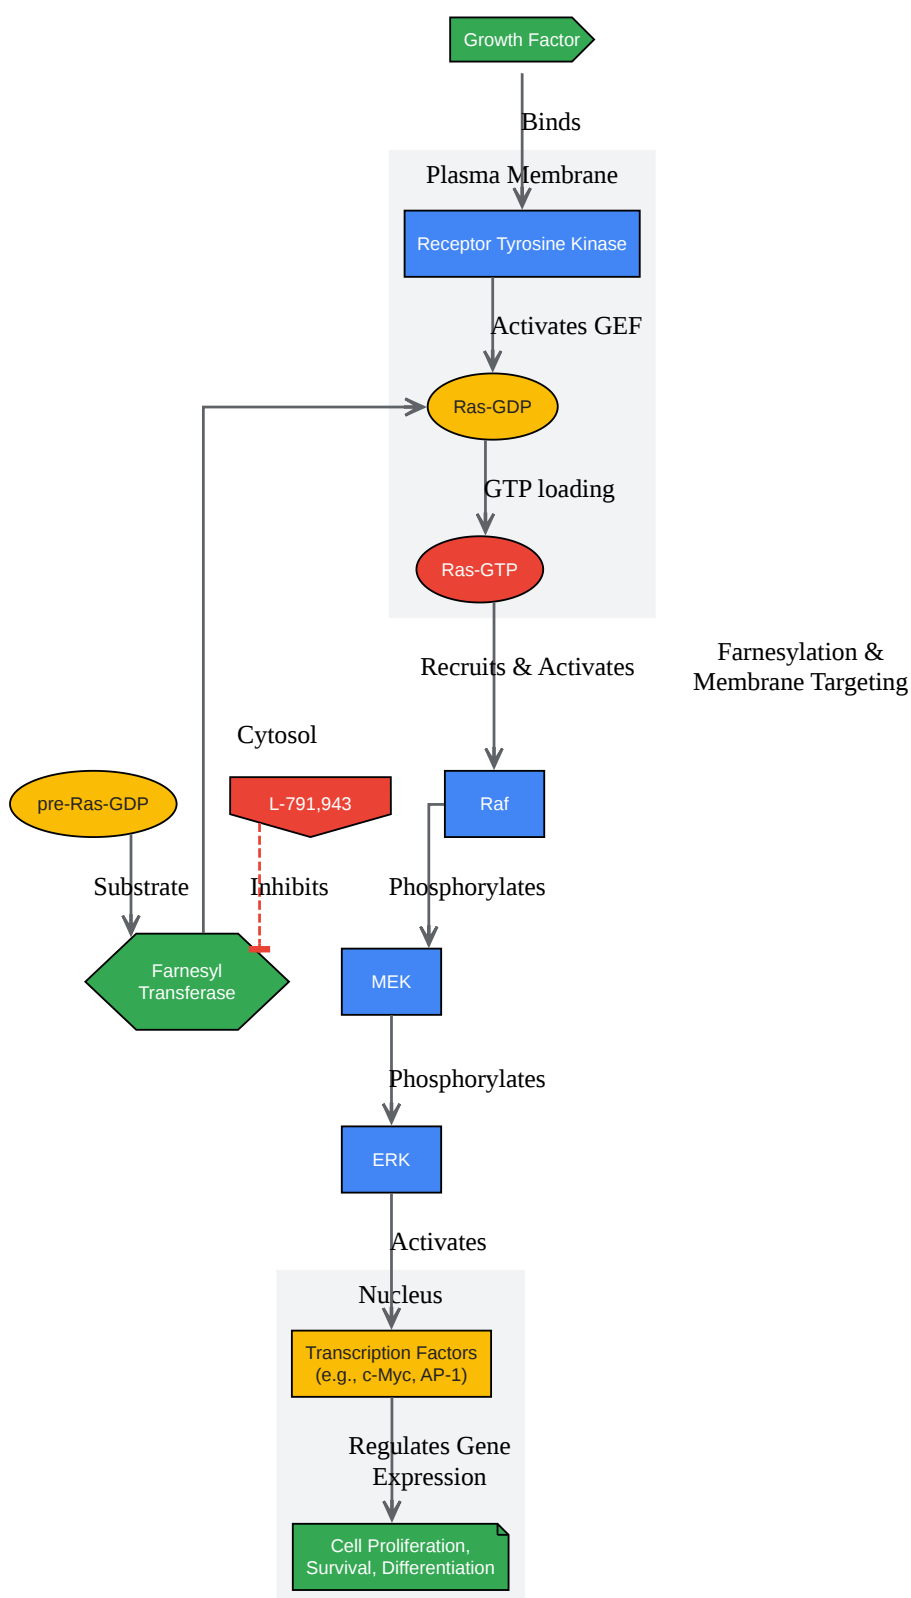 Growth Factor
Binds
Plasma Membrane
Receptor Tyrosine Kinase
Activates GEF
Ras-GDP
GTP loading
Ras-GTP
Recruits & Activates
Farnesylation &
Membrane Targeting
Cytosol
pre-Ras-GDP
L-791,943
Raf
Substrate
Inhibits
Phosphorylates
Farnesyl
Transferase
MEK
Phosphorylates
ERK
Activates
Nucleus
Transcription Factors
(e.g., c-Myc, AP-1)
Regulates Gene
Expression
Cell Proliferation,
Survival, Differentiation